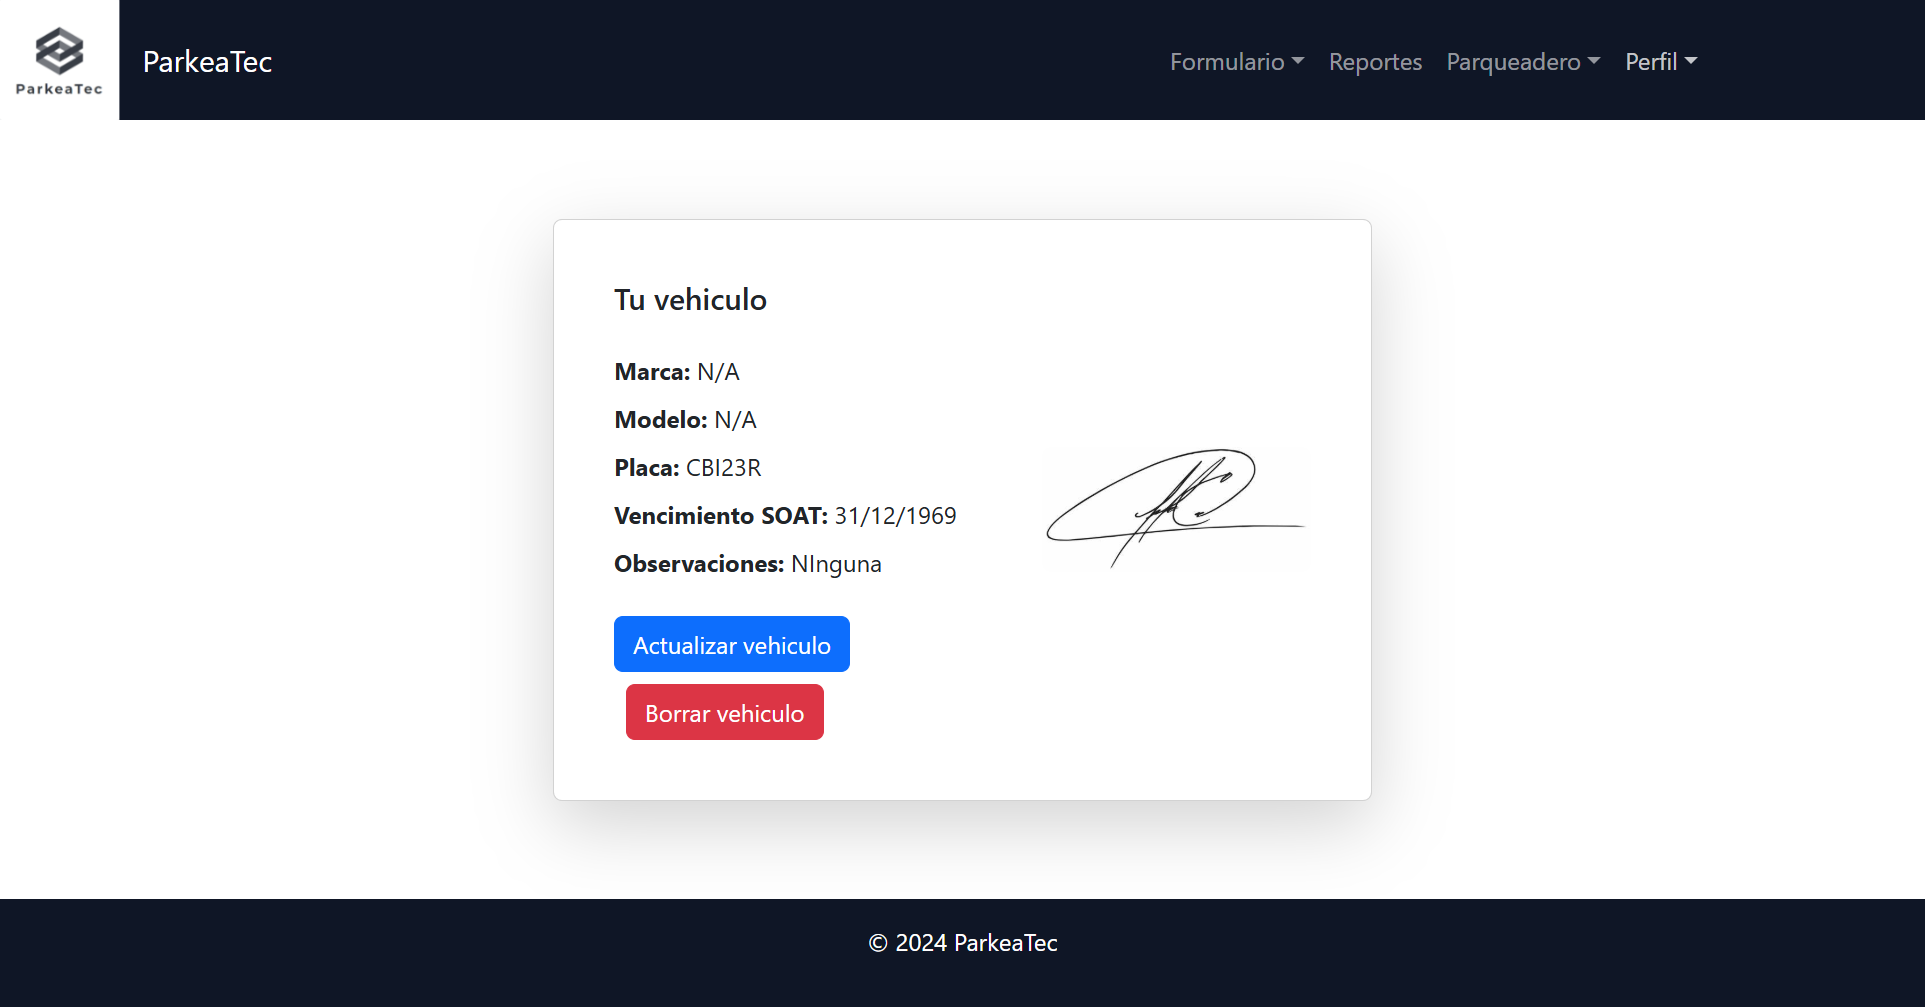 ParkeaTec
ParkeaTec
Formulario Reportes Parqueadero Perfil
Tu vehiculo
Marca: N/A
Modelo: N/A
Placa: CBI23R
Vencimiento SOAT: 31/12/1969
Observaciones: NInguna
Actualizar vehiculo
Borrar vehiculo
© 2024 ParkeaTec